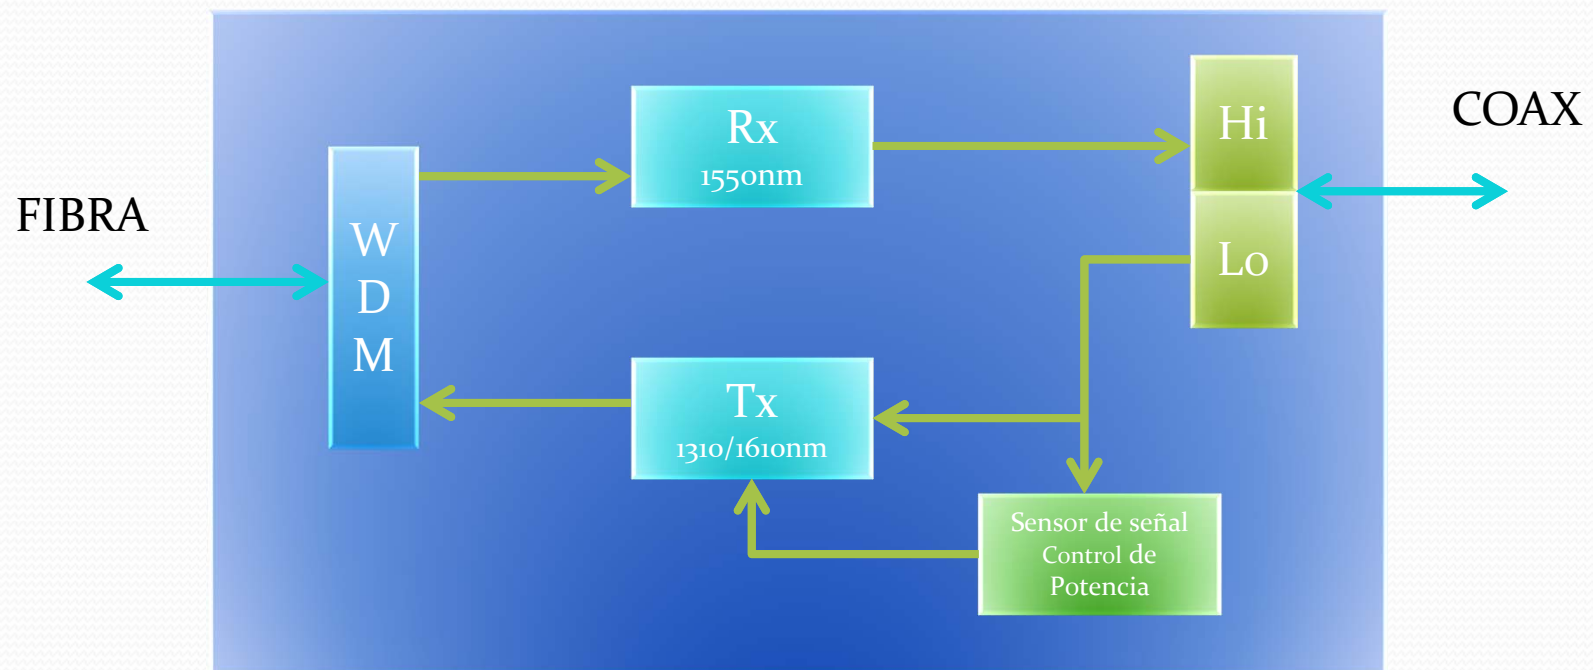 FIBRA
W
D
M
Rx
1550nm
Tx
1310/1610nm
Hi
Lo
COAX
Sensor de señal
Control de
Potencia